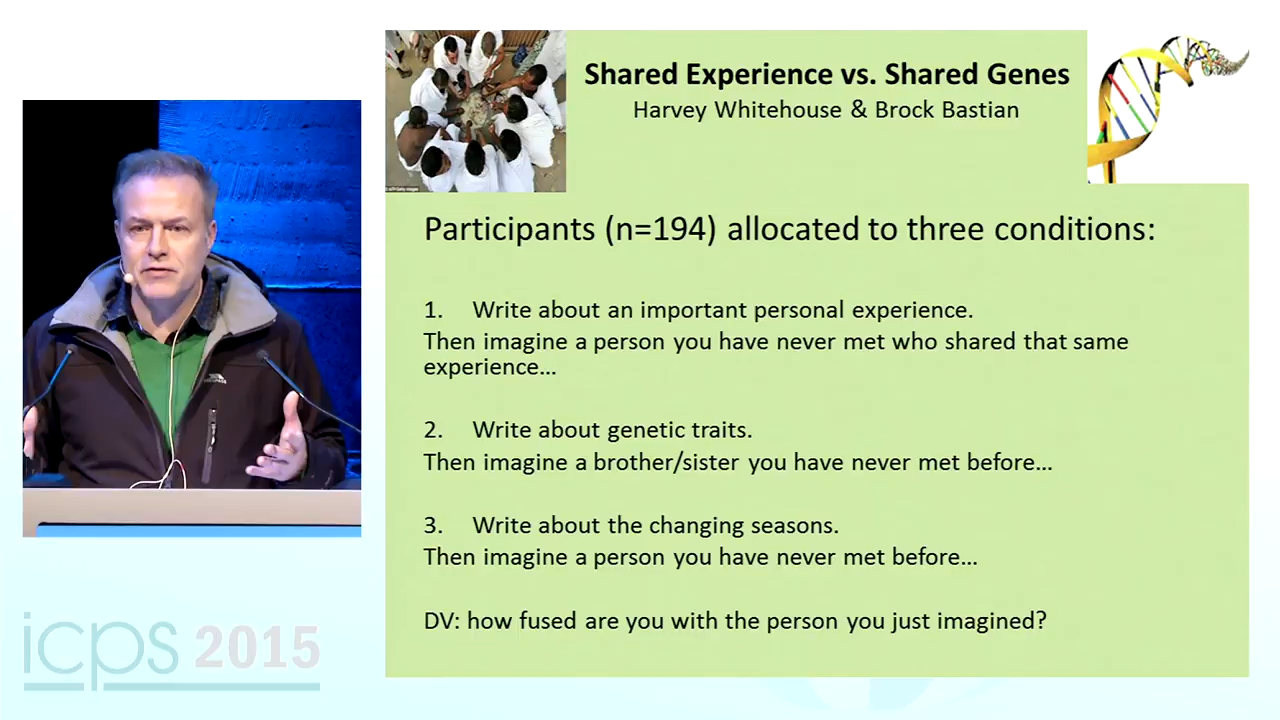 Shared Experience vs. Shared Genes
Harvey Whitehouse & Brock Bastian
Participants (n=194) allocated to three conditions:
1. Write about an important personal experience.
Then imagine a person you have never met who shared that same
experience...
2. Write about genetic traits.
Then imagine a brother/sister you have never met before...
3. Write about the changing seasons.
Then imagine a person you have never met before...
DV: how fused are you with the person you just imagined?
icps 2015